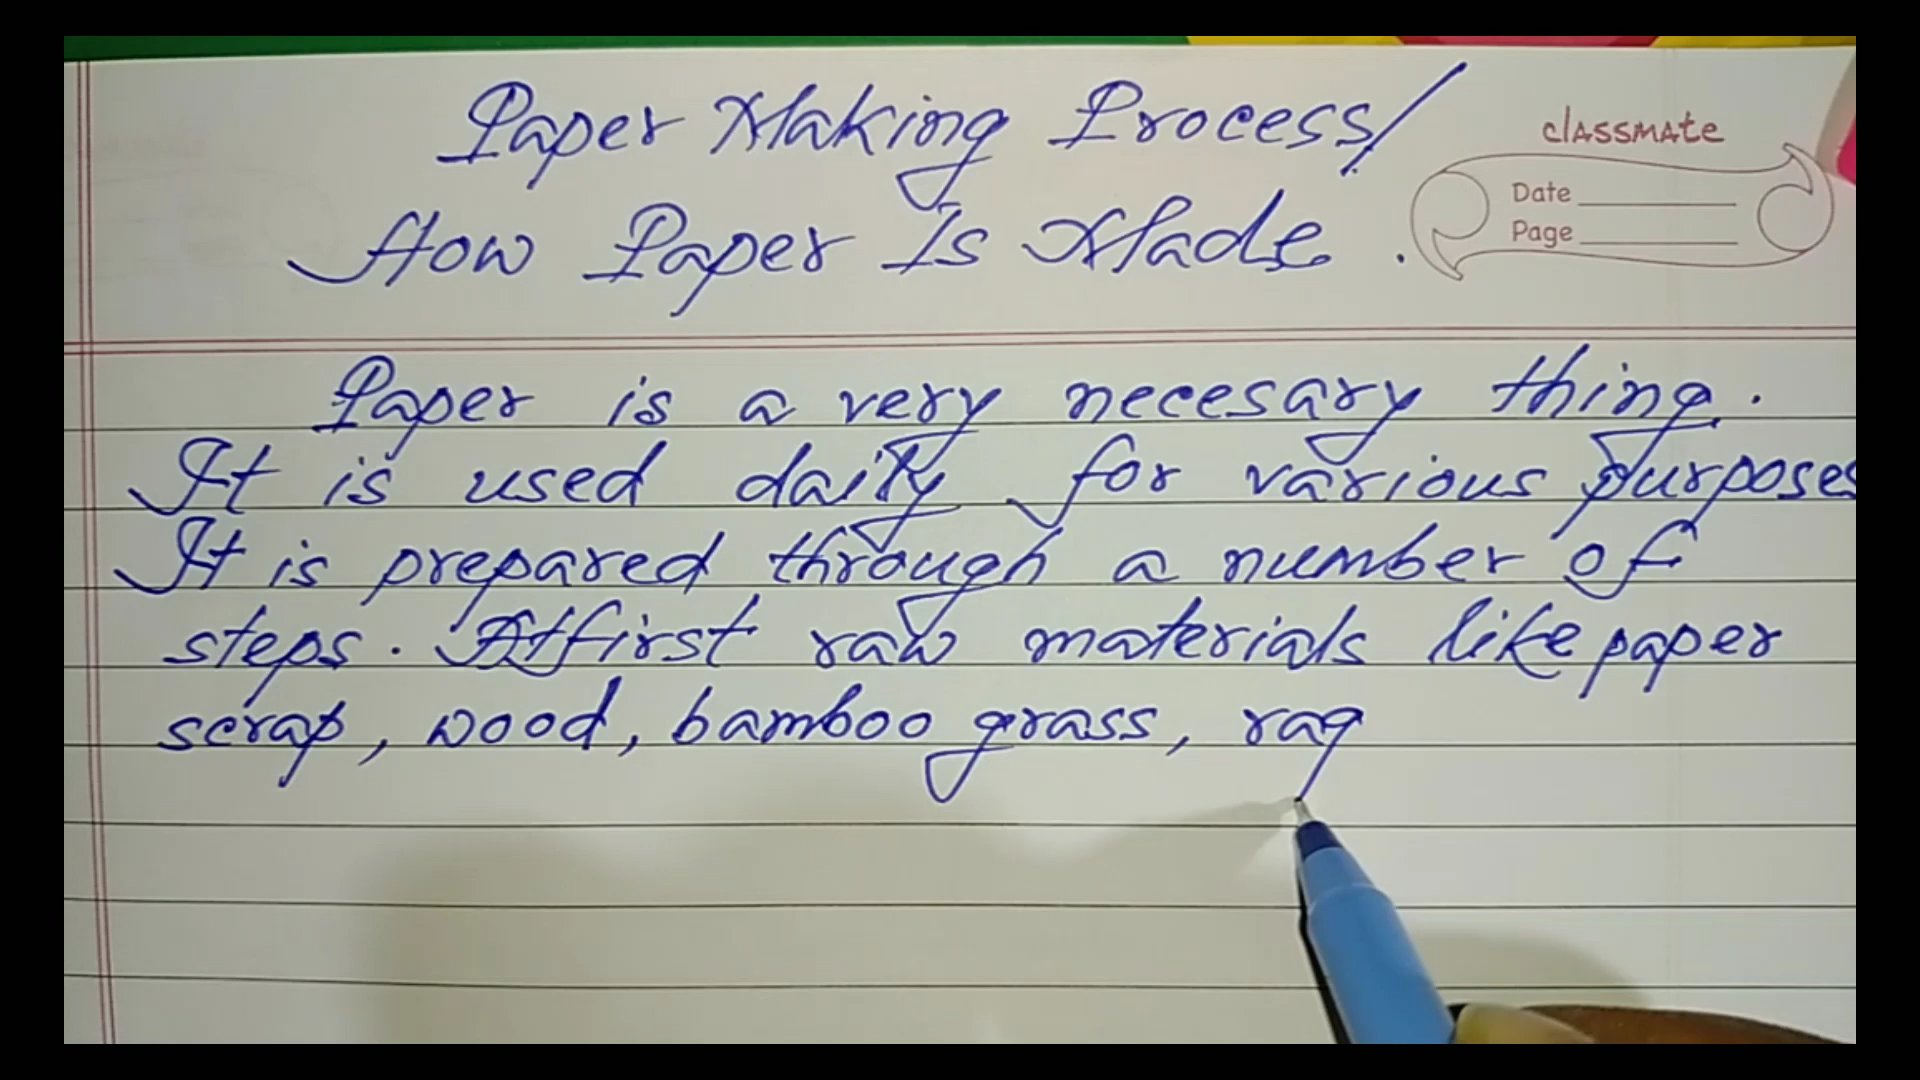 Paper Making Process/
classmate
Date
Page
How Paper Is Made.
Paper is a very necesary thing.
It is used daily for various purposes
It is prepared through a number of
steps. At first raw materials like paper
scrap, wood, bamboo grass, rag